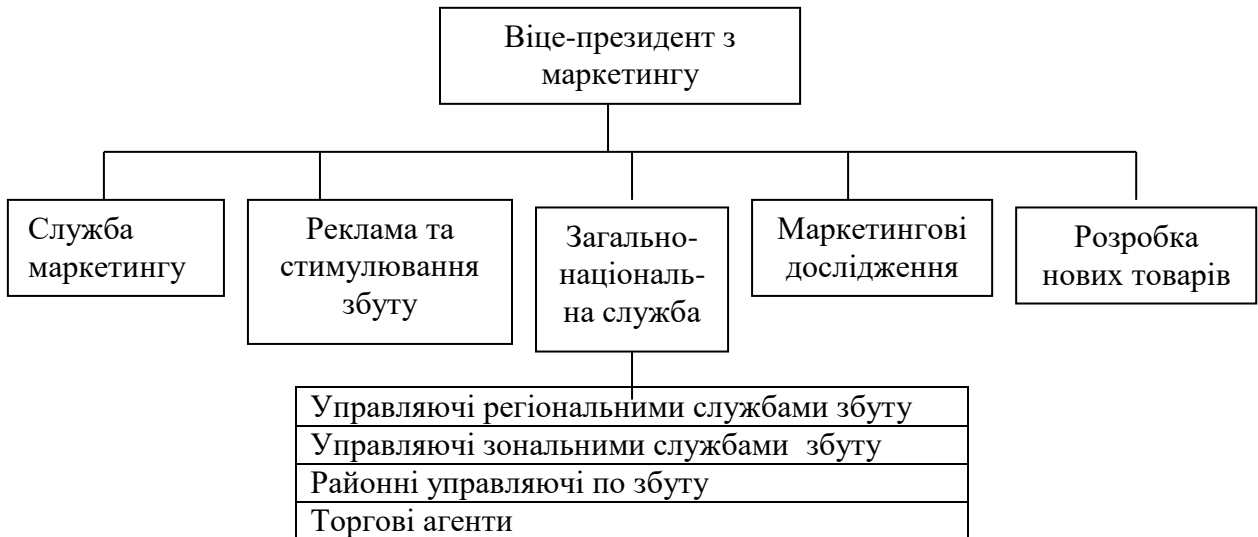 Віце-президент з
маркетингу
Служба
маркетингу
Реклама та
стимулювання
збуту
Загально-
національ-
на служба
Маркетингові
дослідження
Розробка
нових товарів
Управляючі регіональними службами збуту
Управляючі зональними службами збуту
Районні управляючі по збуту
Торгові агенти